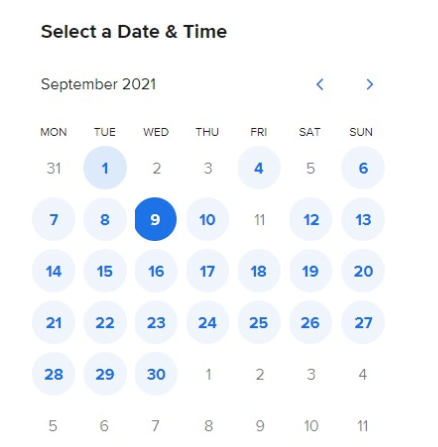 Select a Date & Time
September 2021
MON TUE WED THU FRI SAT SUN
31 1 2 3 4 5 6
7 8 9 10 11 12 13
14 15 16 17 18 19 20
21 22 23 24 25 26 27
28 29 30 1 2 3 4
5 6 7 8 9 10 11